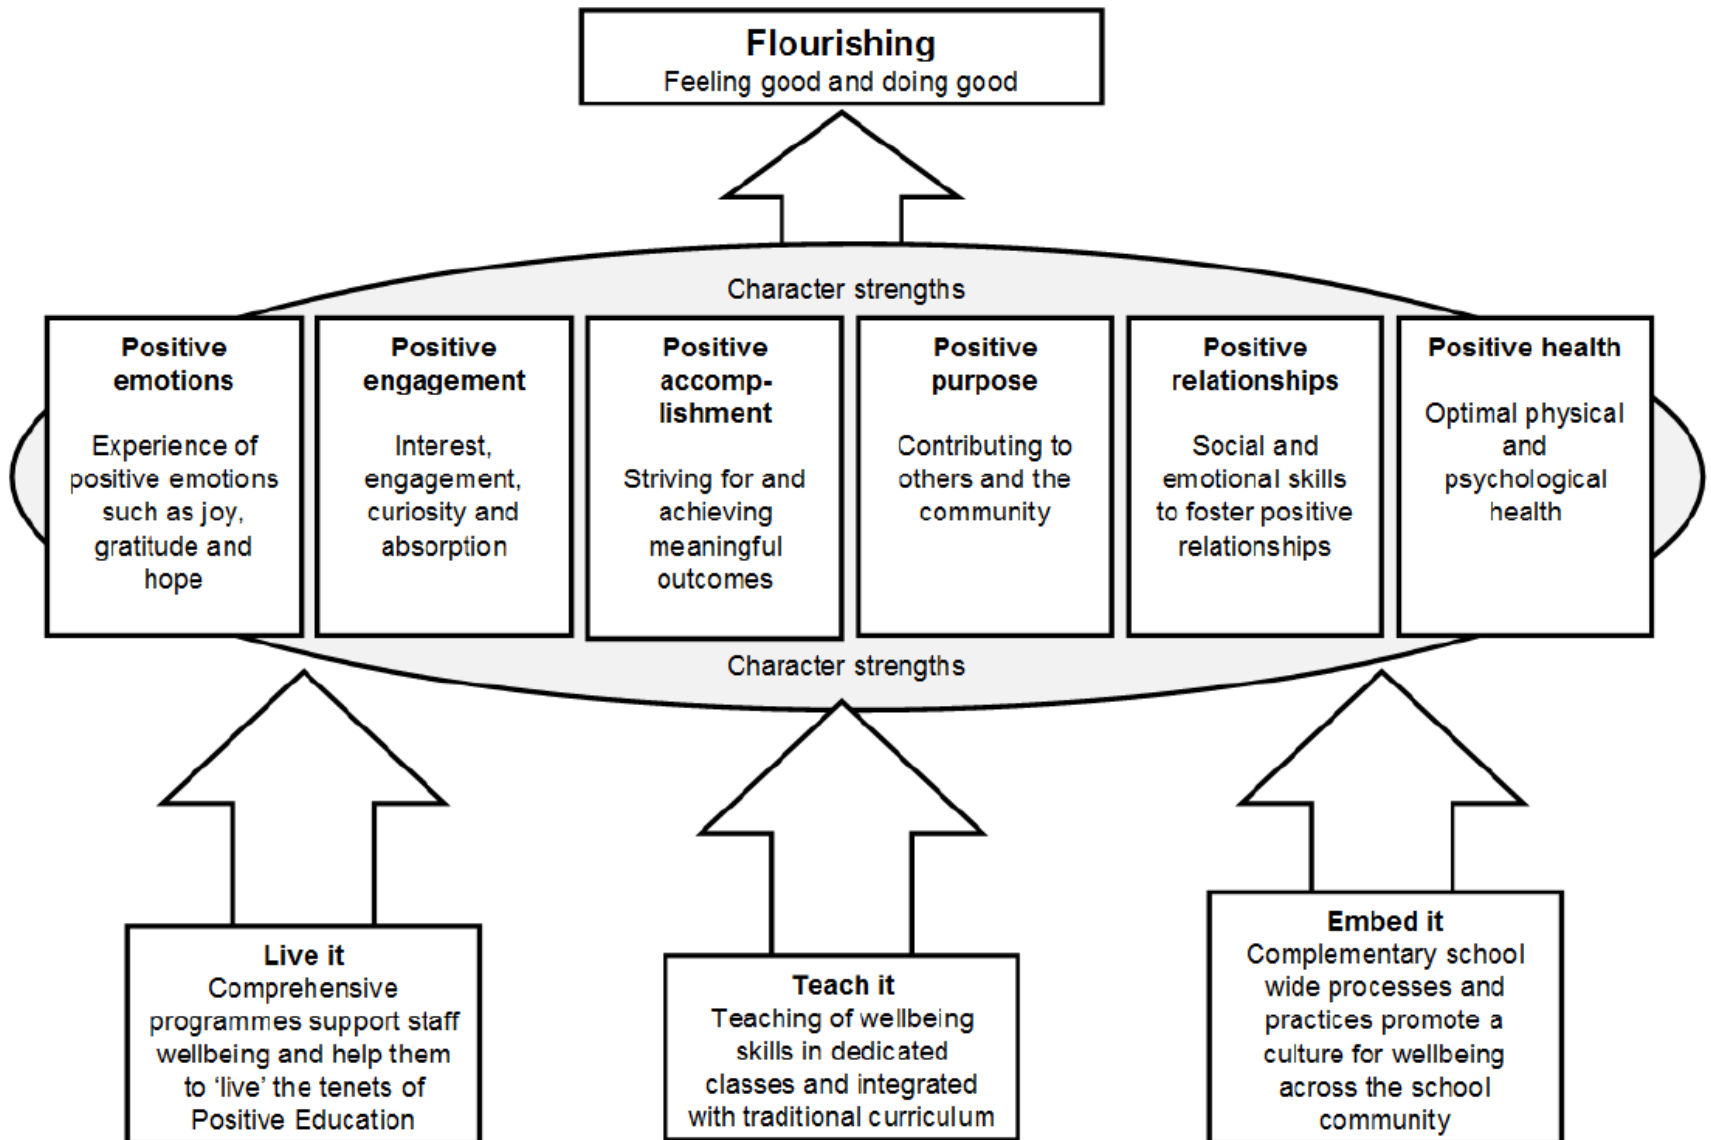 Flourishing
Feeling good and doing good
Character strengths
Positive
emotions
Experience of
positive emotions
such as joy,
gratitude and
hope
Positive
engagement
Interest,
engagement,
curiosity and
absorption
Positive
accomp-
lishment
Striving for and
achieving
meaningful
outcomes
Positive
purpose
Contributing to
others and the
community
Positive
relationships
Social and
emotional skills
to foster positive
relationships
Positive health
Optimal physical
and
psychological
health
Character strengths
Live it
Comprehensive
programmes support staff
wellbeing and help them
to ‘live’ the tenets of
Positive Education
Teach it
Teaching of wellbeing
skills in dedicated
classes and integrated
with traditional curriculum
Embed it
Complementary school
wide processes and
practices promote a
culture for wellbeing
across the school
community